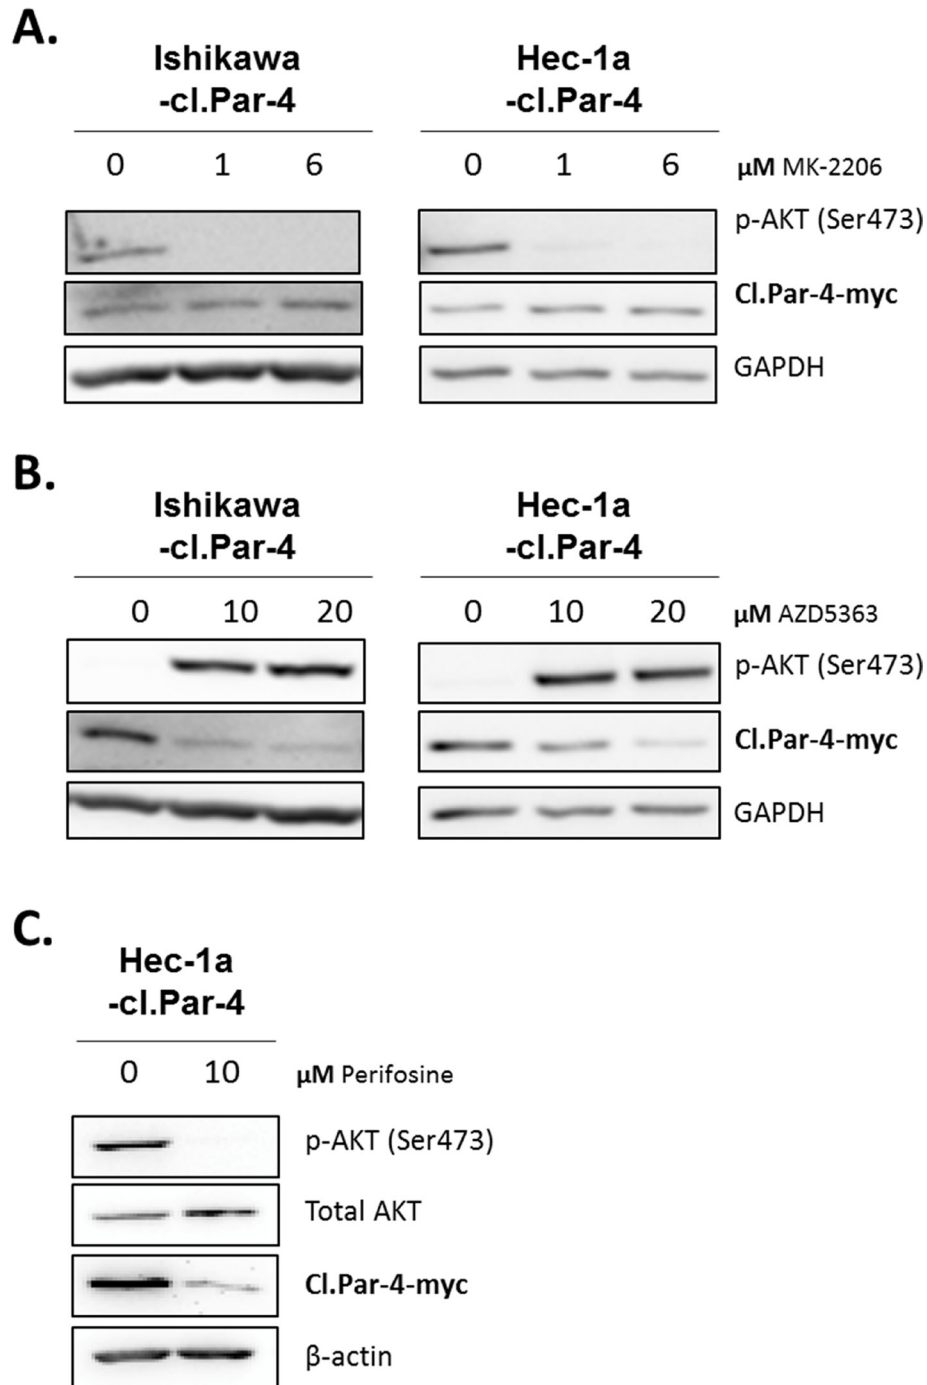 A.
Ishikawa
-cl.Par-4
Hec-1a
-cl.Par-4
0 1 6 0 1 6 µM MK-2206
p-AKT (Ser473)
Cl.Par-4-myc
GAPDH
B.
Ishikawa
-cl.Par-4
Hec-1a
-cl.Par-4
0 10 20 0 10 20 µM AZD5363
p-AKT (Ser473)
Cl.Par-4-myc
GAPDH
C.
Hec-1a
-cl.Par-4
0 10 µM Perifosine
p-AKT (Ser473)
Total AKT
Cl.Par-4-myc
β-actin